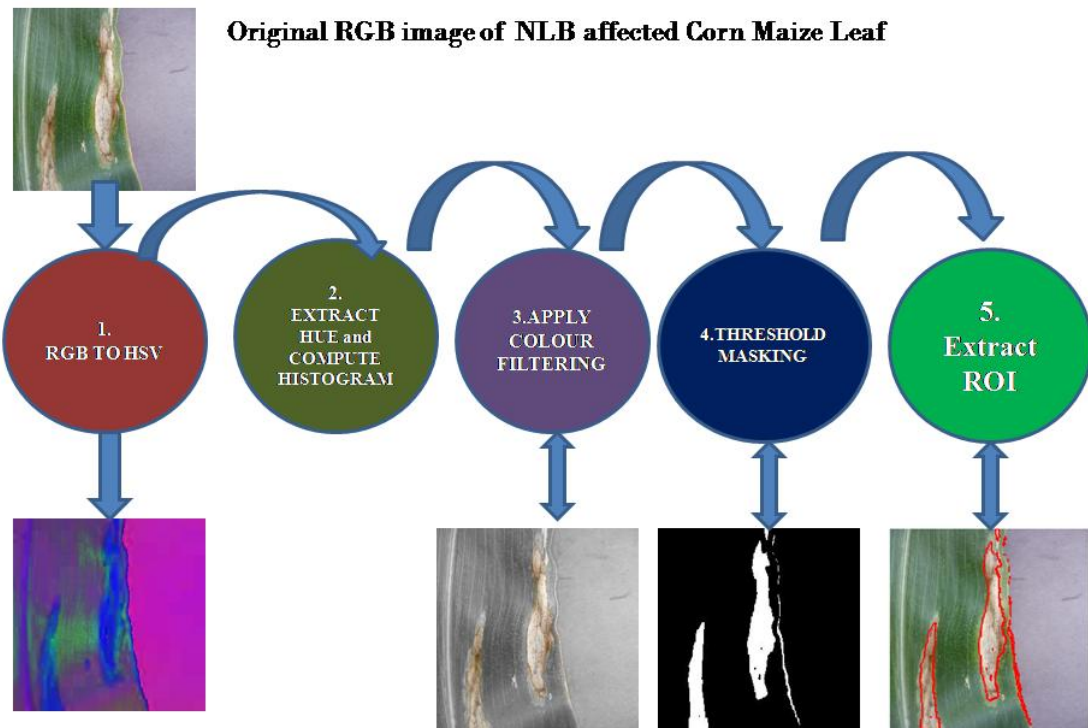 Original RGB image of NLB affected Corn Maize Leaf
1.
RGB TO HSV
2.
EXTRACT
HUE and
COMPUTE
HISTOGRAM
3.APPLY
COLOUR
FILTERING
4.THRESHOLD
MASKING
5.
Extract
ROI